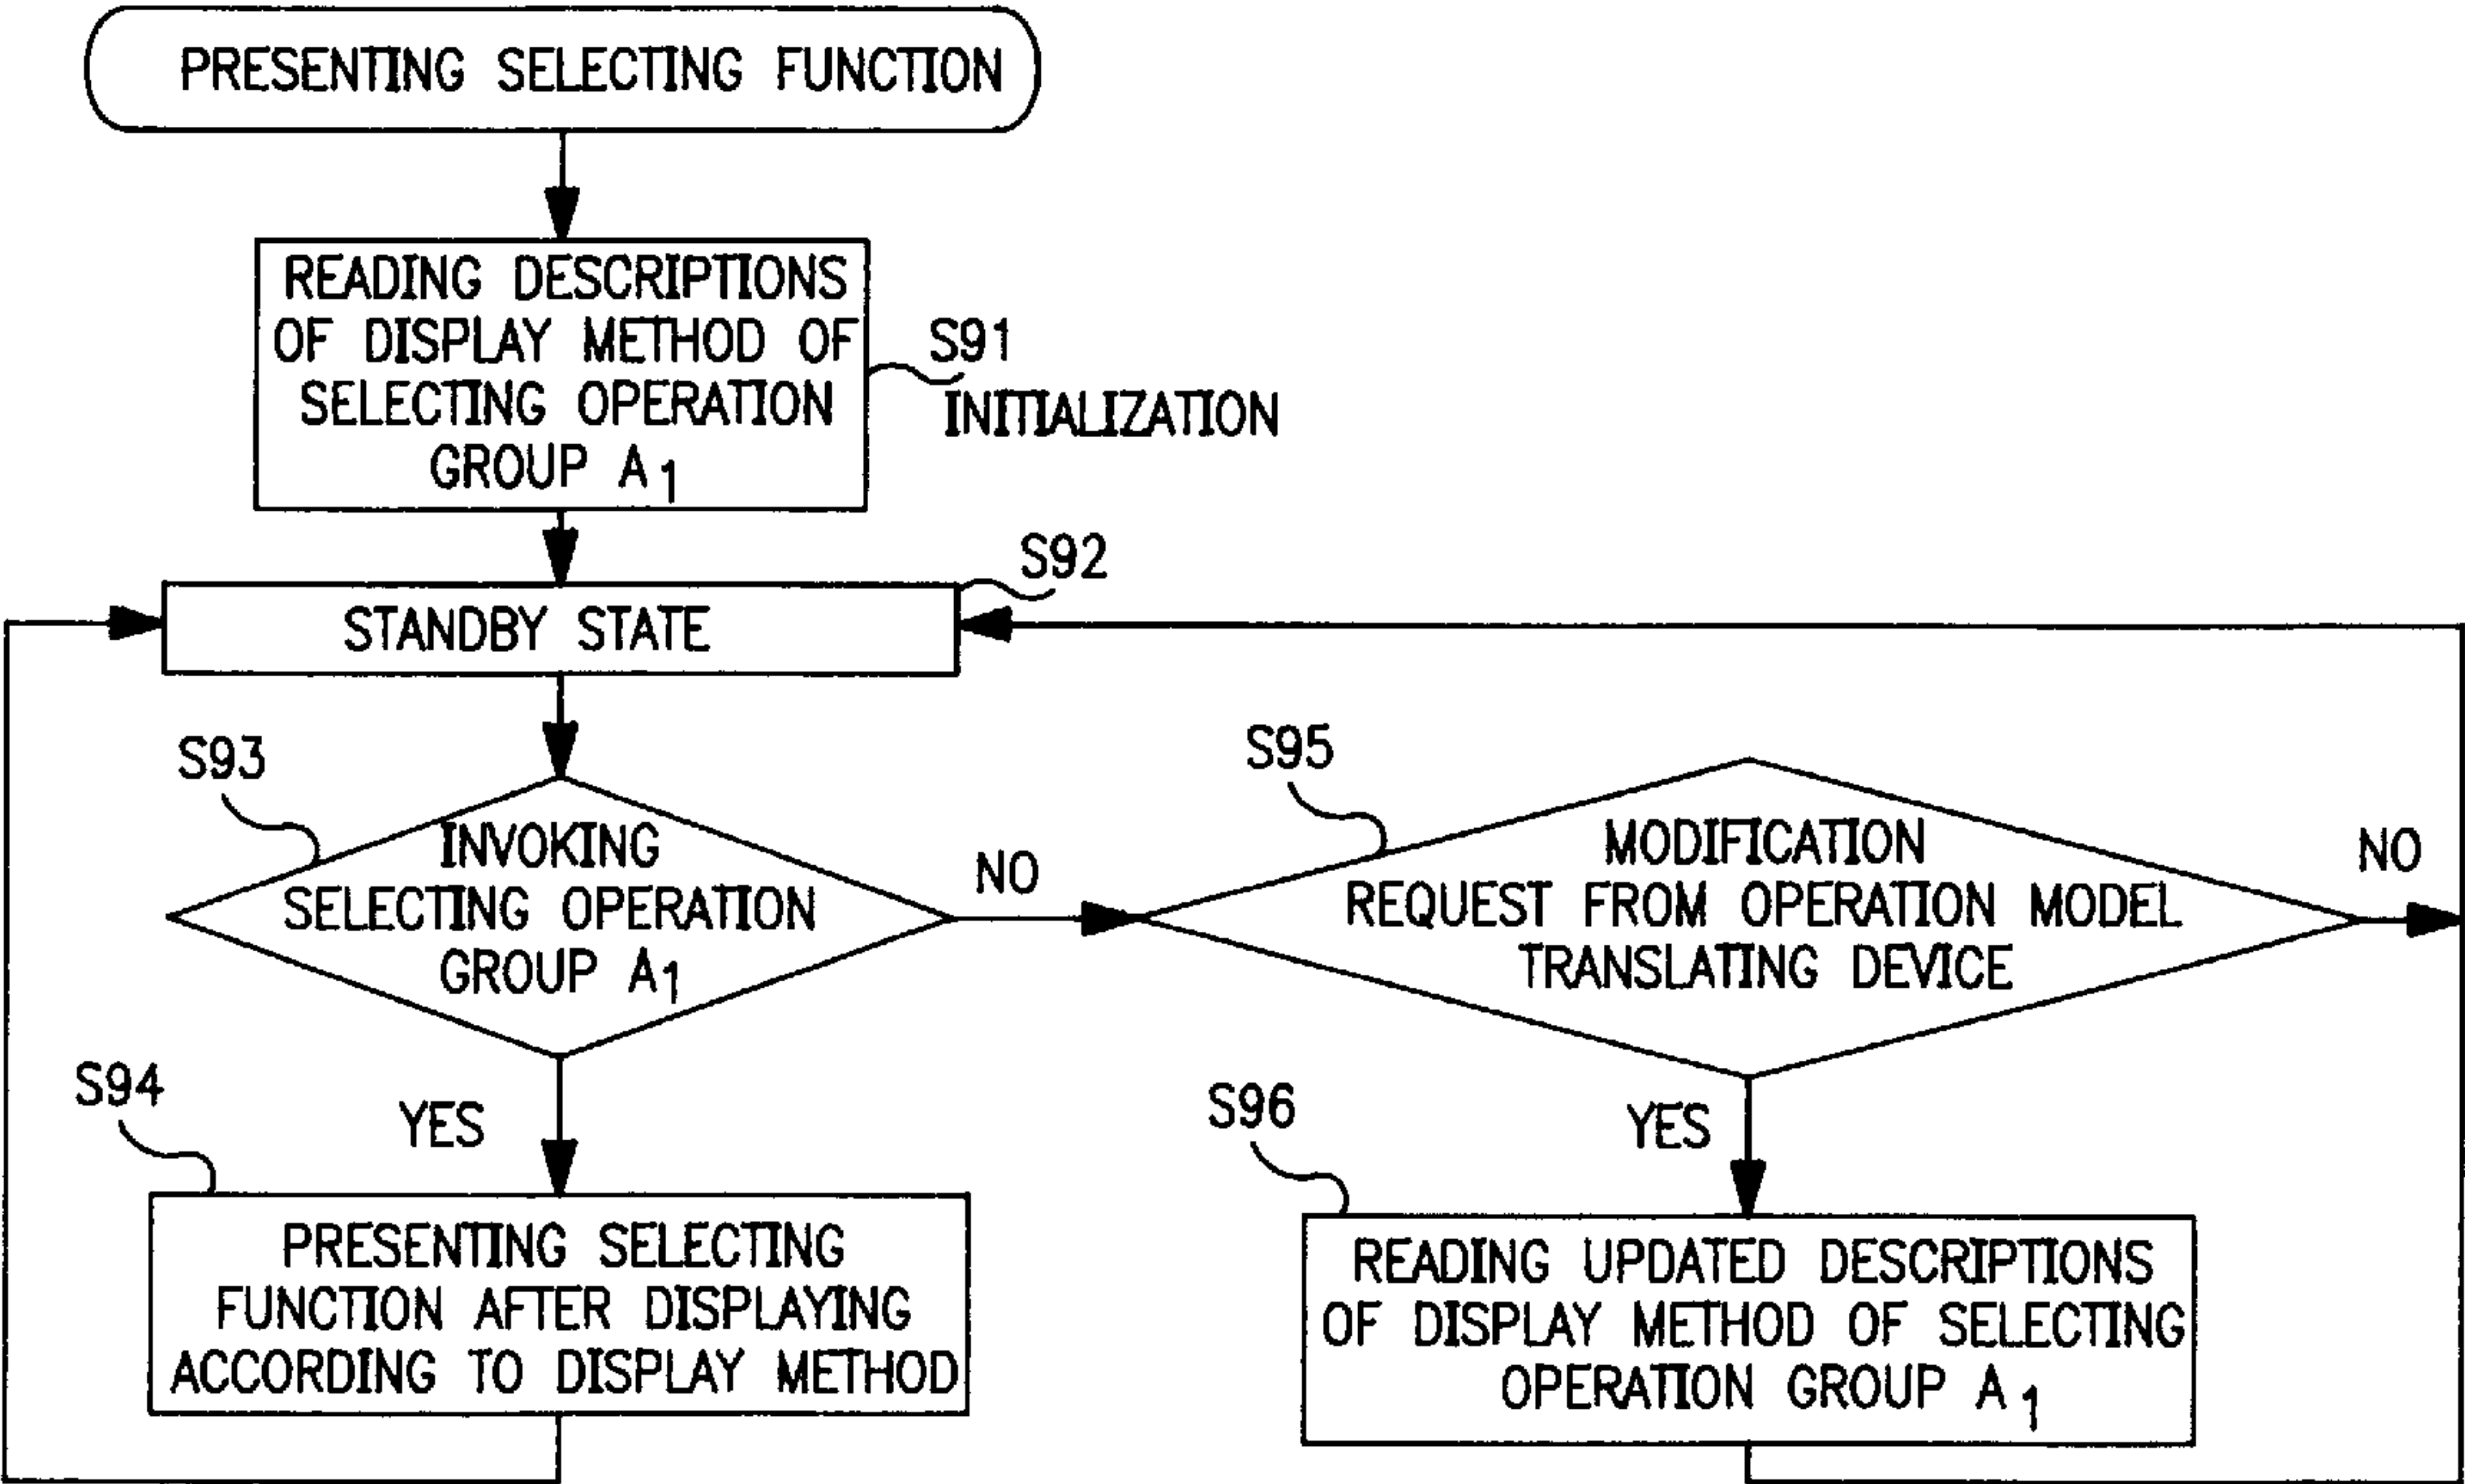 PRESENTING SELECTING FUNCTION
READING DESCRIPTIONS
OF DISPLAY METHOD OF
SELECTING OPERATION
GROUP A1
S91
INITIALIZATION
S92
STANDBY STATE
S93
INVOKING
SELECTING OPERATION
GROUP A1
NO
S95
MODIFICATION
REQUEST FROM OPERATION MODEL
TRANSLATING DEVICE
NO
S94
YES
PRESENTING SELECTING
FUNCTION AFTER DISPLAYING
ACCORDING TO DISPLAY METHOD
S96
YES
READING UPDATED DESCRIPTIONS
OF DISPLAY METHOD OF SELECTING
OPERATION GROUP A1